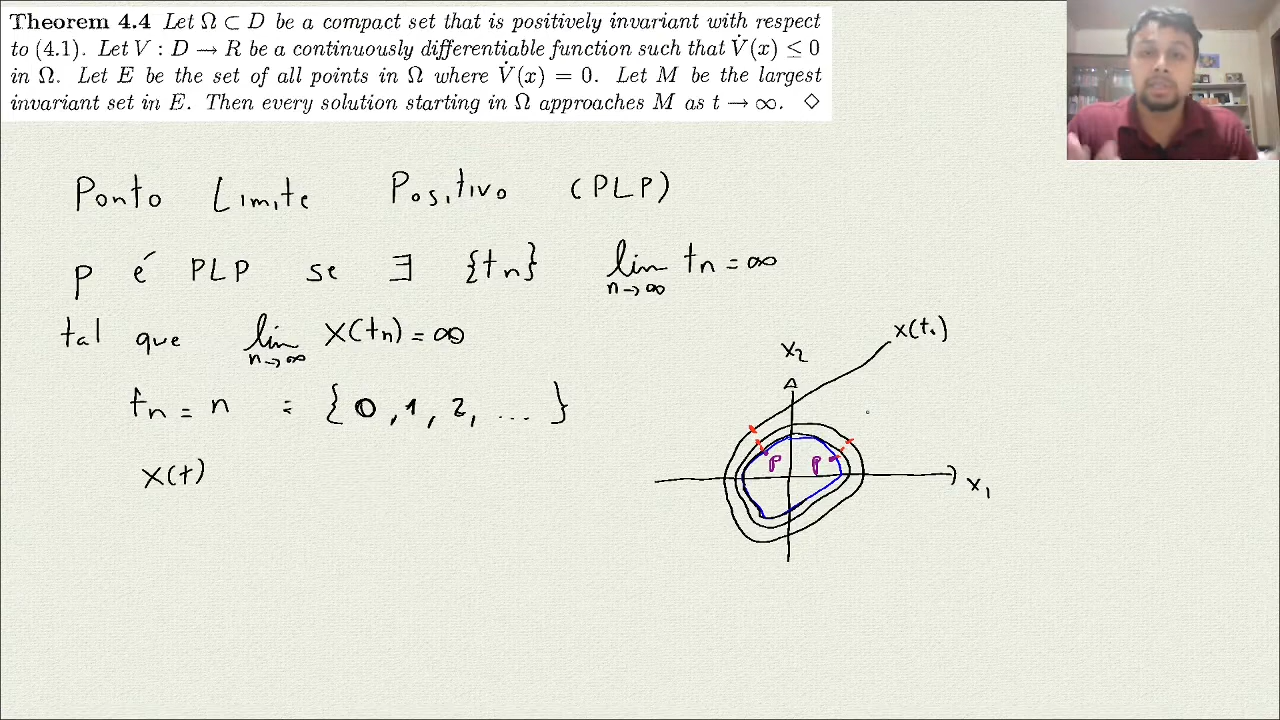 Theorem 4.4 Let Ω ⊂ D be a compact set that is positively invariant with respect
to (4.1). Let V : D → R be a continuously differentiable function such that V̇(x) ≤ 0
in Ω. Let E be the set of all points in Ω where V̇(x) = 0. Let M be the largest
invariant set in E. Then every solution starting in Ω approaches M as t → ∞. ◇
Ponto Limite Positivo (PLP)
p é PLP se ∃ {tn} lim n→∞ tn = ∞
tal que lim n→∞ x(tn) = ∞
tn = n = {0, 1, 2, ... }
x(t)
x(t0)
x2
p p
x1